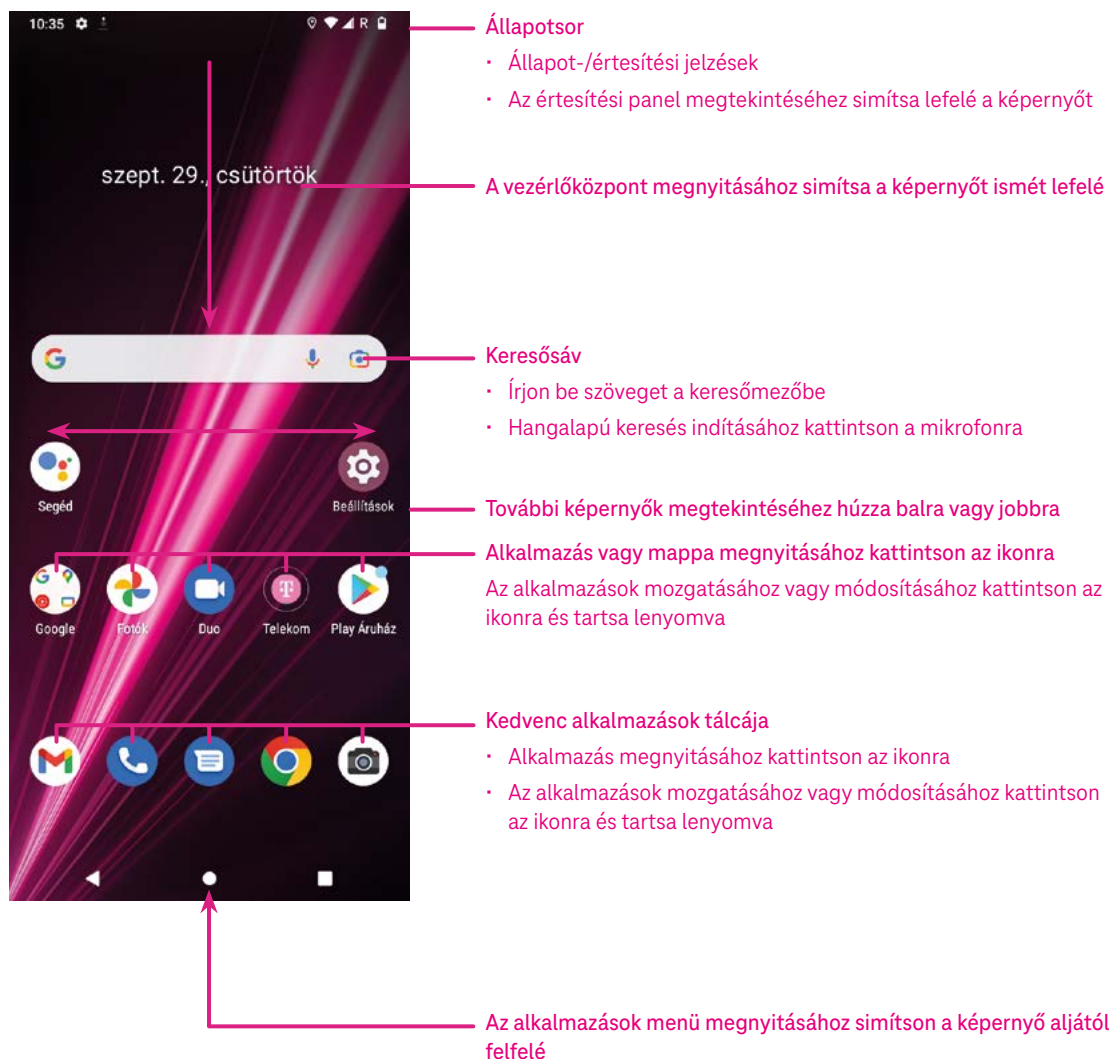 10:35
R
Állapotsor
· Állapot-/értesítési jelzések
· Az értesítési panel megtekintéséhez simítsa lefelé a képernyőt
szept. 29., csütörtök
A vezérlőközpont megnyitásához simítsa a képernyőt ismét lefelé
G
Keresősáv
· Írjon be szöveget a keresőmezőbe
· Hangalapú keresés indításához kattintson a mikrofonra
Segéd
Beállítások
További képernyők megtekintéséhez húzza balra vagy jobbra
Alkalmazás vagy mappa megnyitásához kattintson az ikonra
Az alkalmazások mozgatásához vagy módosításához kattintson az
ikonra és tartsa lenyomva
Google Fotók Duo Telekom Play Áruház
Kedvenc alkalmazások tálcája
· Alkalmazás megnyitásához kattintson az ikonra
· Az alkalmazások mozgatásához vagy módosításához kattintson
az ikonra és tartsa lenyomva
Az alkalmazások menü megnyitásához simítson a képernyő aljától
felfelé